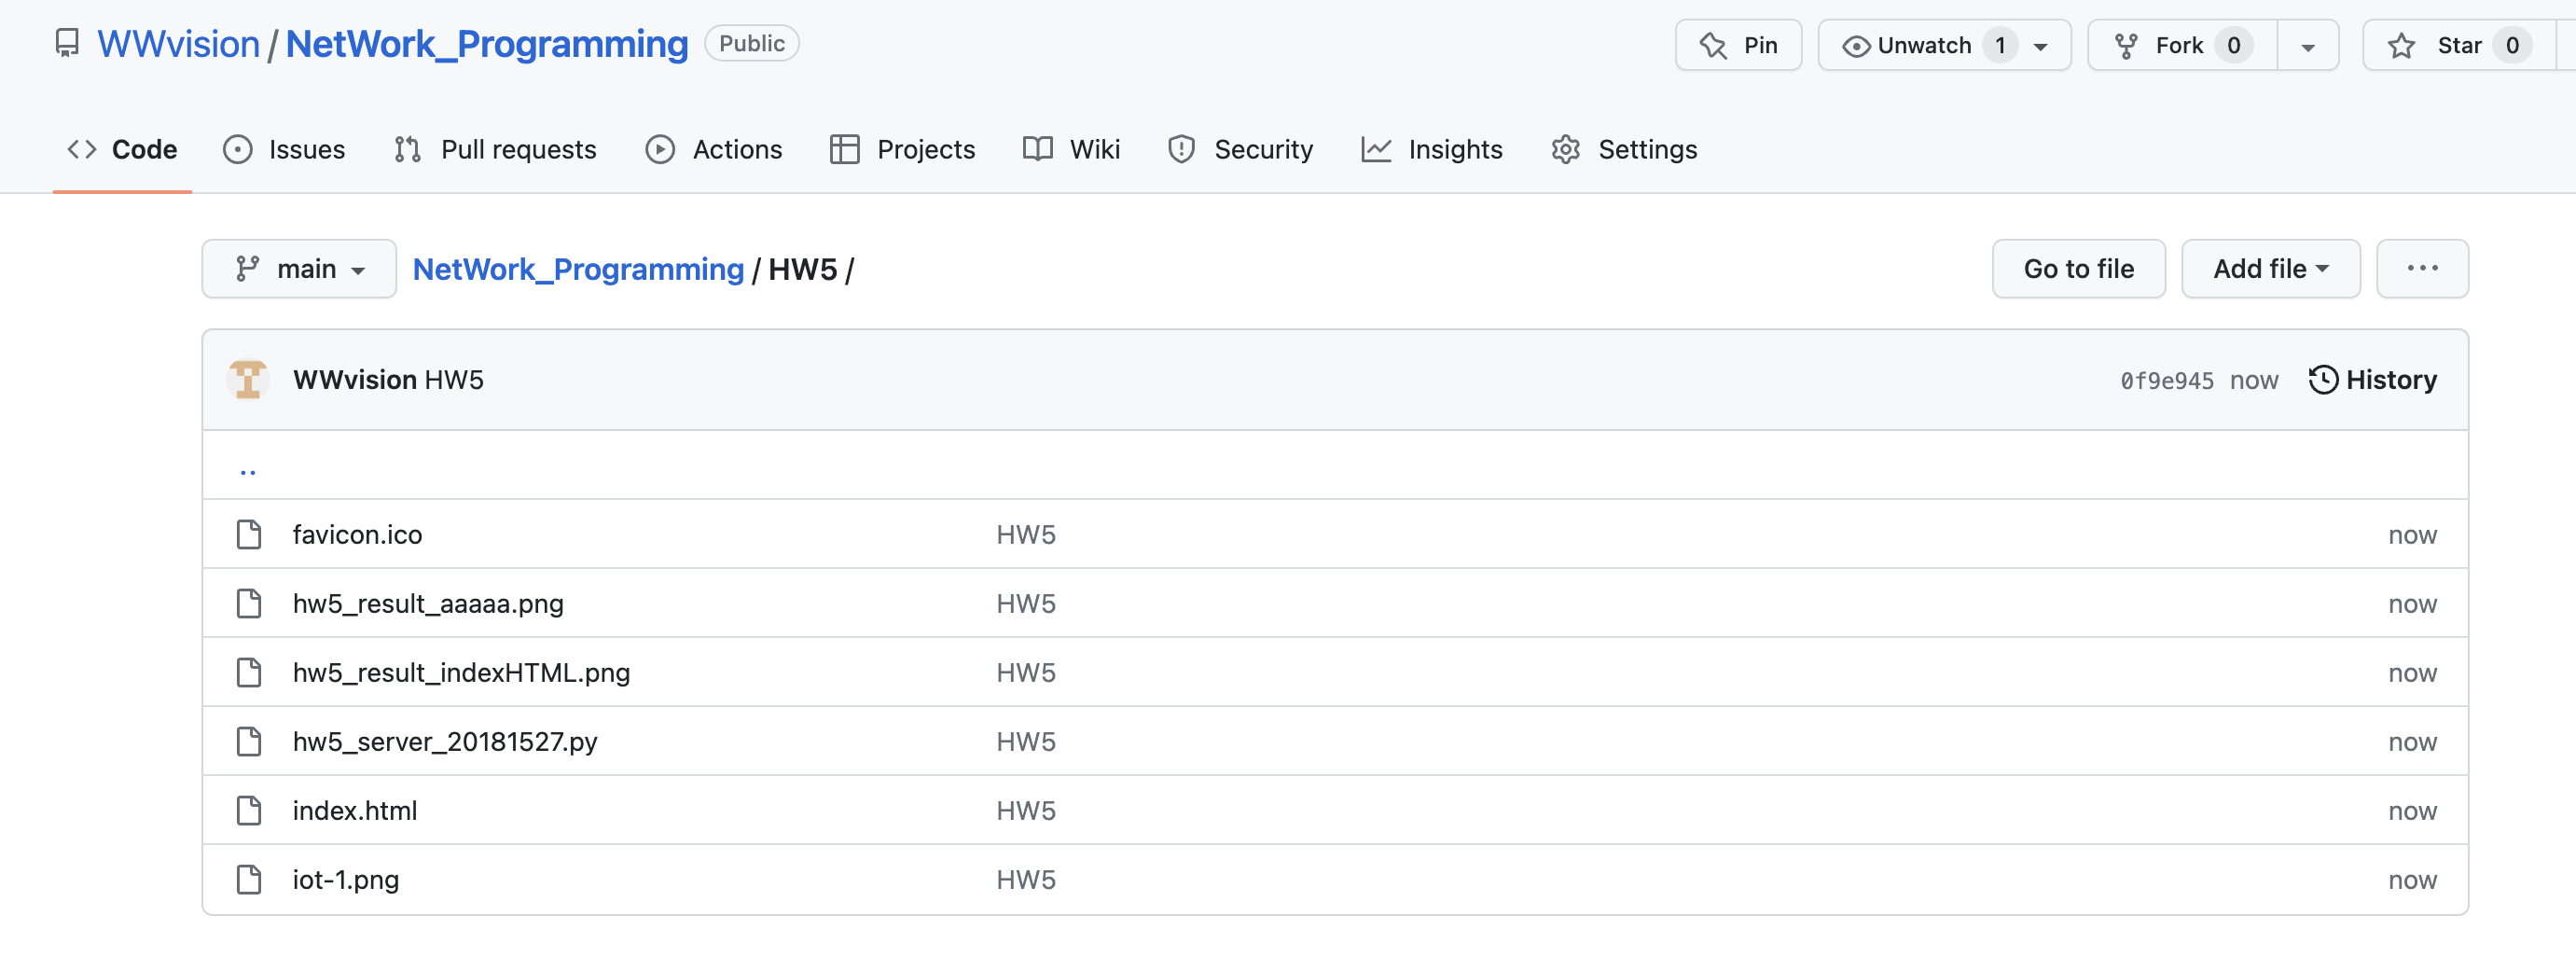 WWvision / NetWork_Programming Public Pin Unwatch 1 Fork 0 Star 0
Code Issues Pull requests Actions Projects Wiki Security Insights Settings
main NetWork_Programming / HW5 / Go to file Add file ...
WWvision HW5 0f9e945 now History
..
favicon.ico HW5 now
hw5_result_aaaaa.png HW5 now
hw5_result_indexHTML.png HW5 now
hw5_server_20181527.py HW5 now
index.html HW5 now
iot-1.png HW5 now